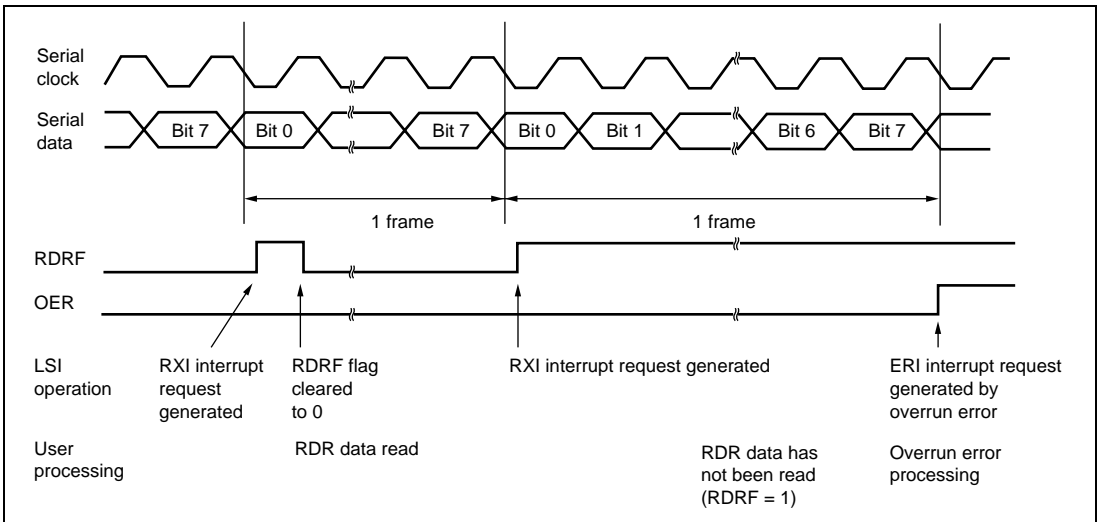 Serial
clock
Serial
data
Bit 7
Bit 0
Bit 7
Bit 0
Bit 1
Bit 6
Bit 7
1 frame
1 frame
RDRF
OER
LSI
operation
RXI interrupt
request
generated
RDRF flag
cleared
to 0
RXI interrupt request generated
ERI interrupt request
generated by
overrun error
User
processing
RDR data read
RDR data has
not been read
(RDRF = 1)
Overrun error
processing